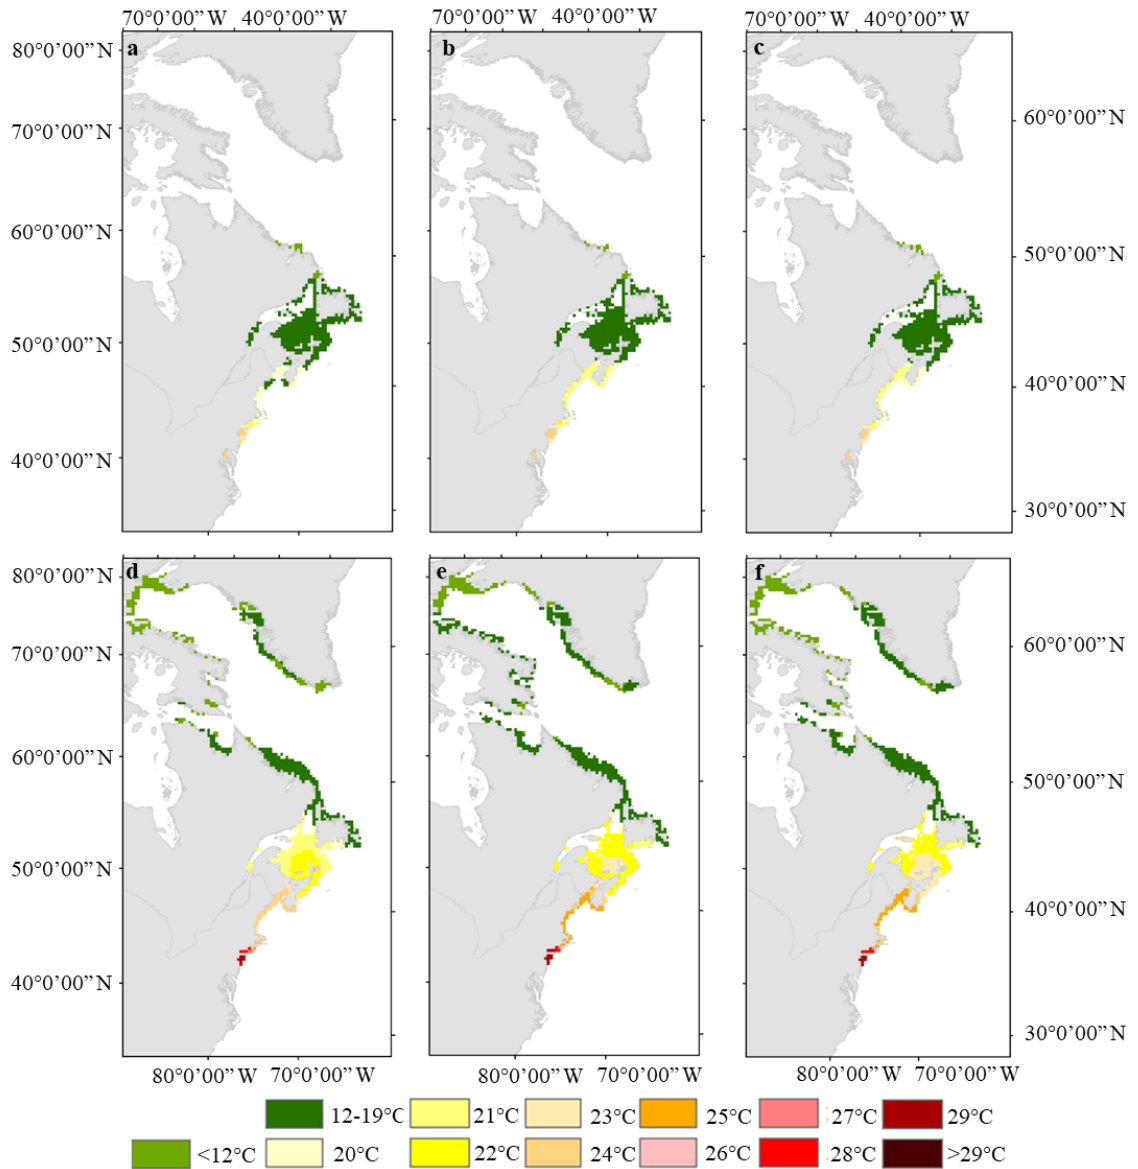 70°0'00”W 40°0'00”W 70°0'00”W 40°0'00”W 70°0'00”W 40°0'00”W
80°0’00”N a b c
70°0’00”N 60°0’00”N
60°0’00”N 50°0’00”N
50°0’00”N 40°0’00”N
40°0’00”N 30°0’00”N
80°0’00”N d e f
70°0’00”N 60°0’00”N
60°0’00”N 50°0’00”N
50°0’00”N 40°0’00”N
40°0’00”N 30°0’00”N
80°0’00”W 70°0’00”W 80°0’00”W 70°0’00”W 80°0’00”W 70°0’00”W
12-19°C 21°C 23°C 25°C 27°C 29°C
<12°C 20°C 22°C 24°C 26°C 28°C >29°C